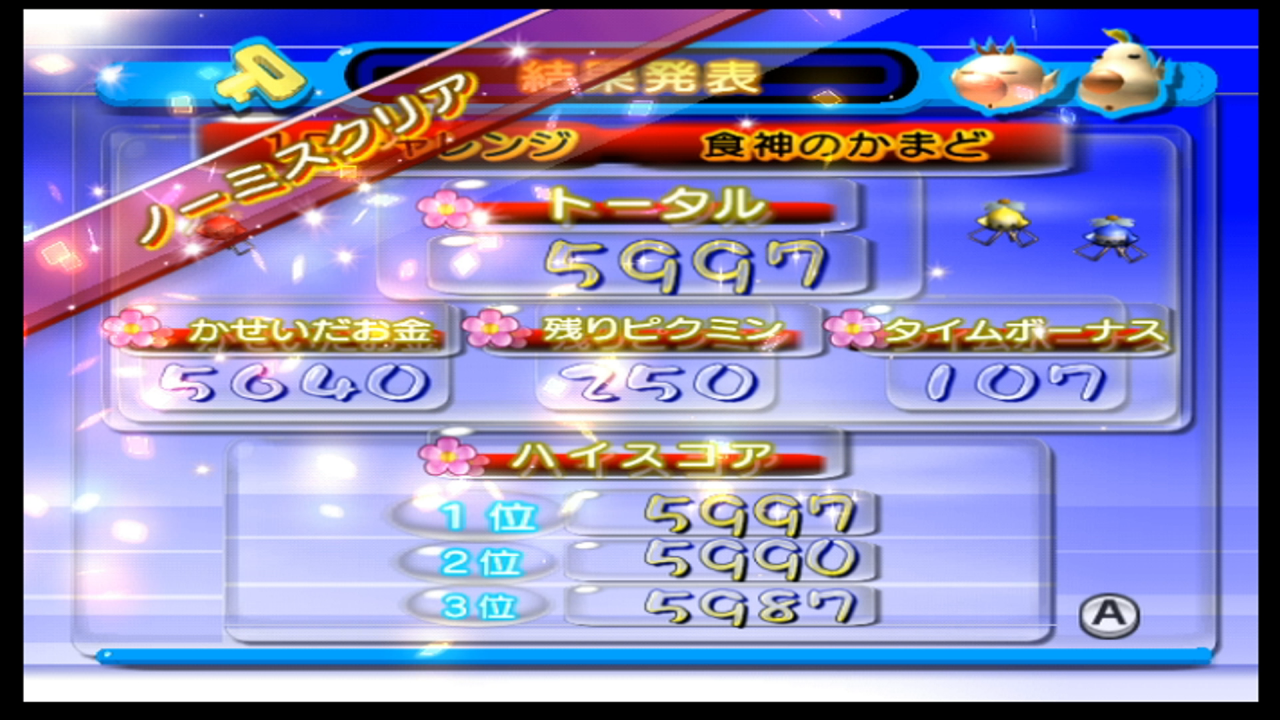 結果発表
ノーミスクリア
チャレンジ 食神のかまど
トータル
5997
かせいだお金 残りピクミン タイムボーナス
5640 250 107
ハイスコア
1位 5997
2位 5990
3位 5987
A